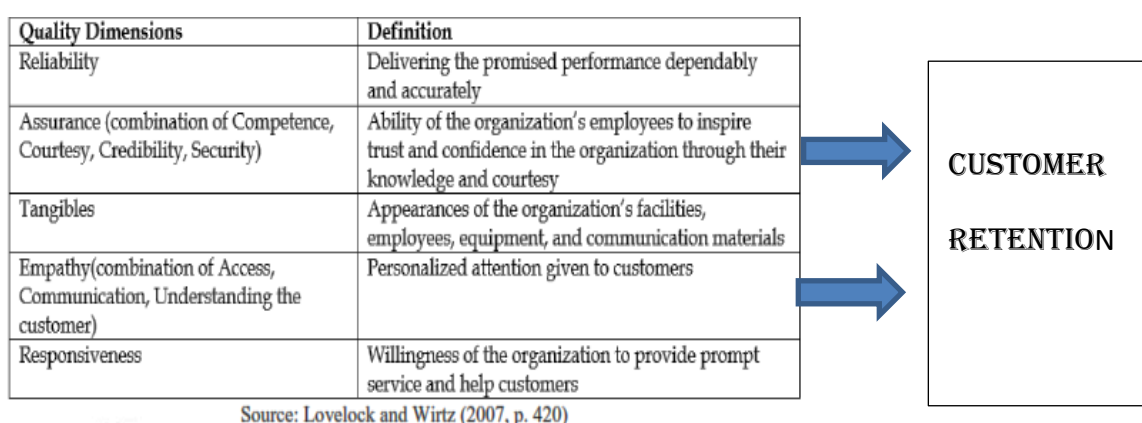 Quality Dimensions Definition
Reliability Delivering the promised performance dependably
and accurately
Assurance (combination of Competence, Ability of the organization's employees to inspire
Courtesy, Credibility, Security) trust and confidence in the organization through their
knowledge and courtesy
Tangibles Appearances of the organization's facilities,
employees, equipment, and communication materials
Empathy(combination of Access, Personalized attention given to customers
Communication, Understanding the
customer)
Responsiveness Willingness of the organization to provide prompt
service and help customers
Source: Lovelock and Wirtz (2007, p. 420)
CUSTOMER
RETENTION